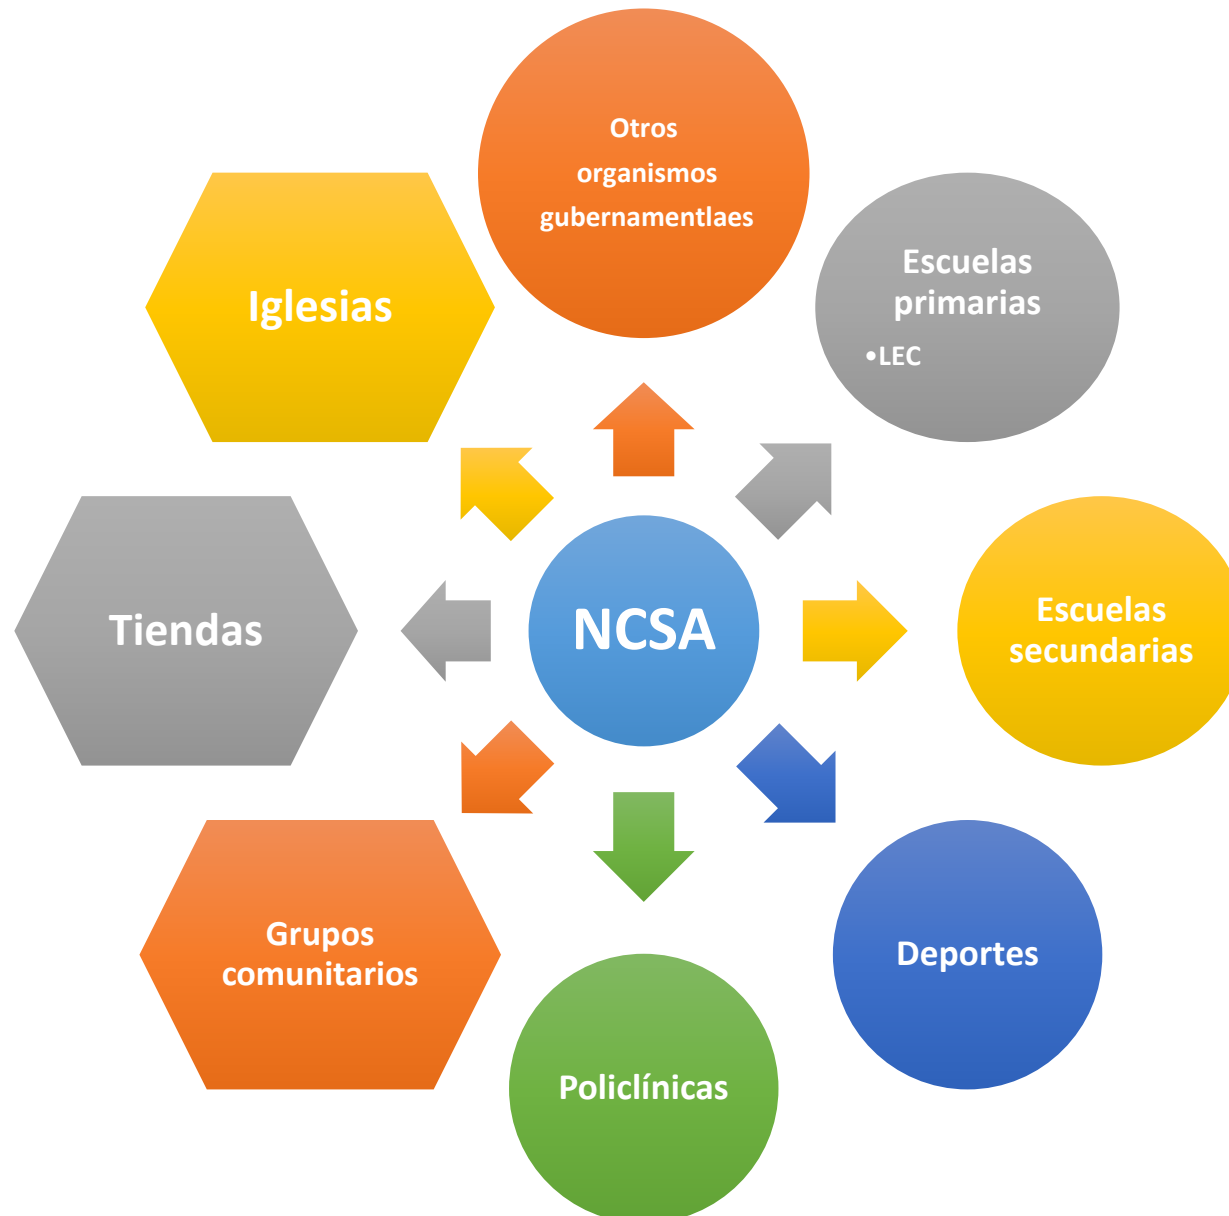 Otros
organismos
gubernamentlaes
Escuelas
primarias
•LEC
Iglesias
Tiendas
NCSA
Escuelas
secundarias
Grupos
comunitarios
Deportes
Policlínicas